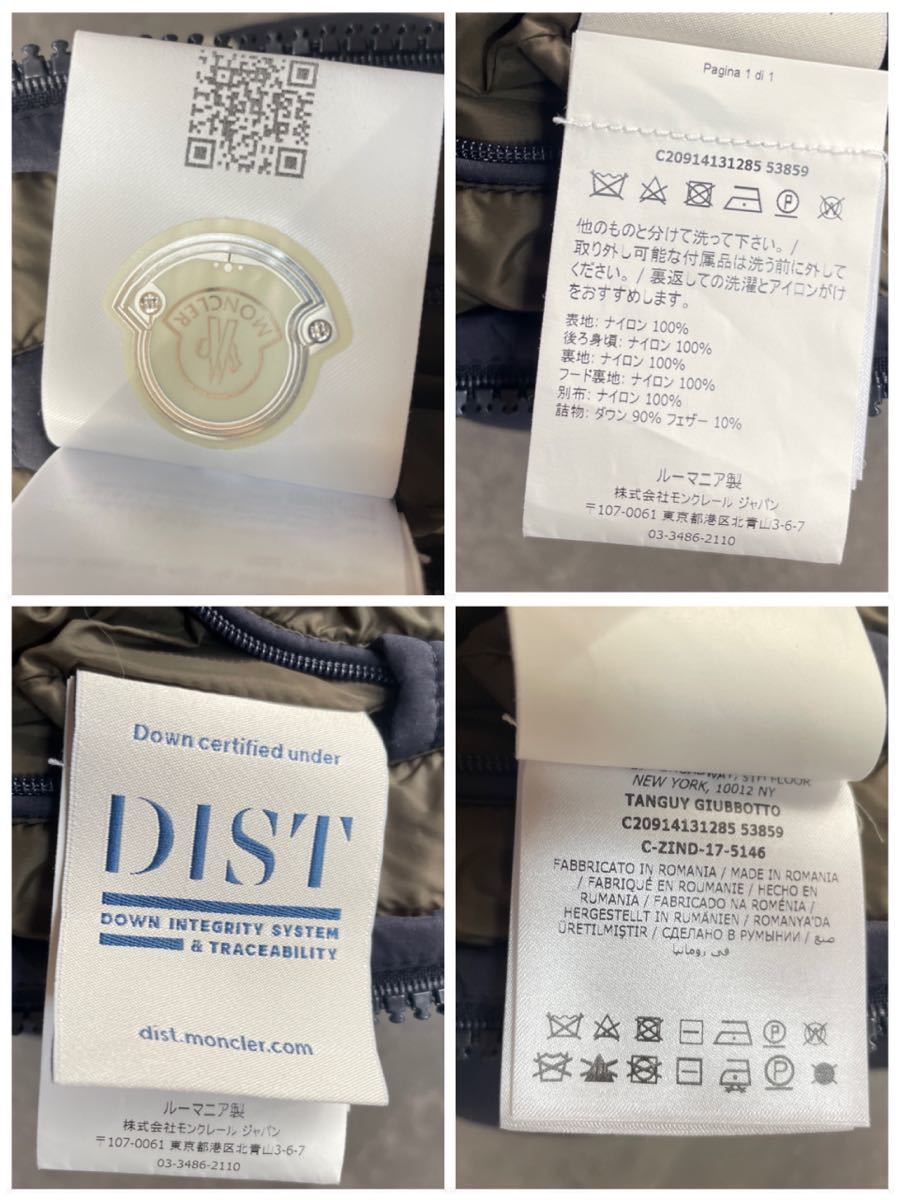 MONCLER
Pagina 1 di 1
C20914131285 53859
他のものと分けて洗って下さい。/
取り外し可能な付属品は洗う前に外して
ください。/ 裏返しての洗濯とアイロンがけ
をおすすめします。
表地: ナイロン 100%
後ろ身頃: ナイロン 100%
裏地: ナイロン 100%
フード裏地: ナイロン 100%
別布: ナイロン 100%
詰物: ダウン 90% フェザー 10%
ルーマニア製
株式会社モンクレール ジャパン
〒107-0061 東京都港区北青山3-6-7
03-3486-2110
Down certified under
DIST
DOWN INTEGRITY SYSTEM
& TRACEABILITY
dist.moncler.com
ルーマニア製
株式会社モンクレール ジャパン
〒107-0061 東京都港区北青山3-6-7
03-3486-2110
5TH FLOOR
NEW YORK, 10012 NY
TANGUY GIUBBOTTO
C20914131285 53859
C-ZIND-17-5146
FABBRICATO IN ROMANIA / MADE IN ROMANIA
/ FABRIQUÉ EN ROUMANIE / HECHO EN
RUMANIA / FABRICADO NA ROMÉNIA /
HERGESTELLT IN RUMÄNIEN / ROMANYA'DA
ÜRETILMIŞTIR / СДЕЛАНО В РУМЫНИИ / صنع
في رومانيا